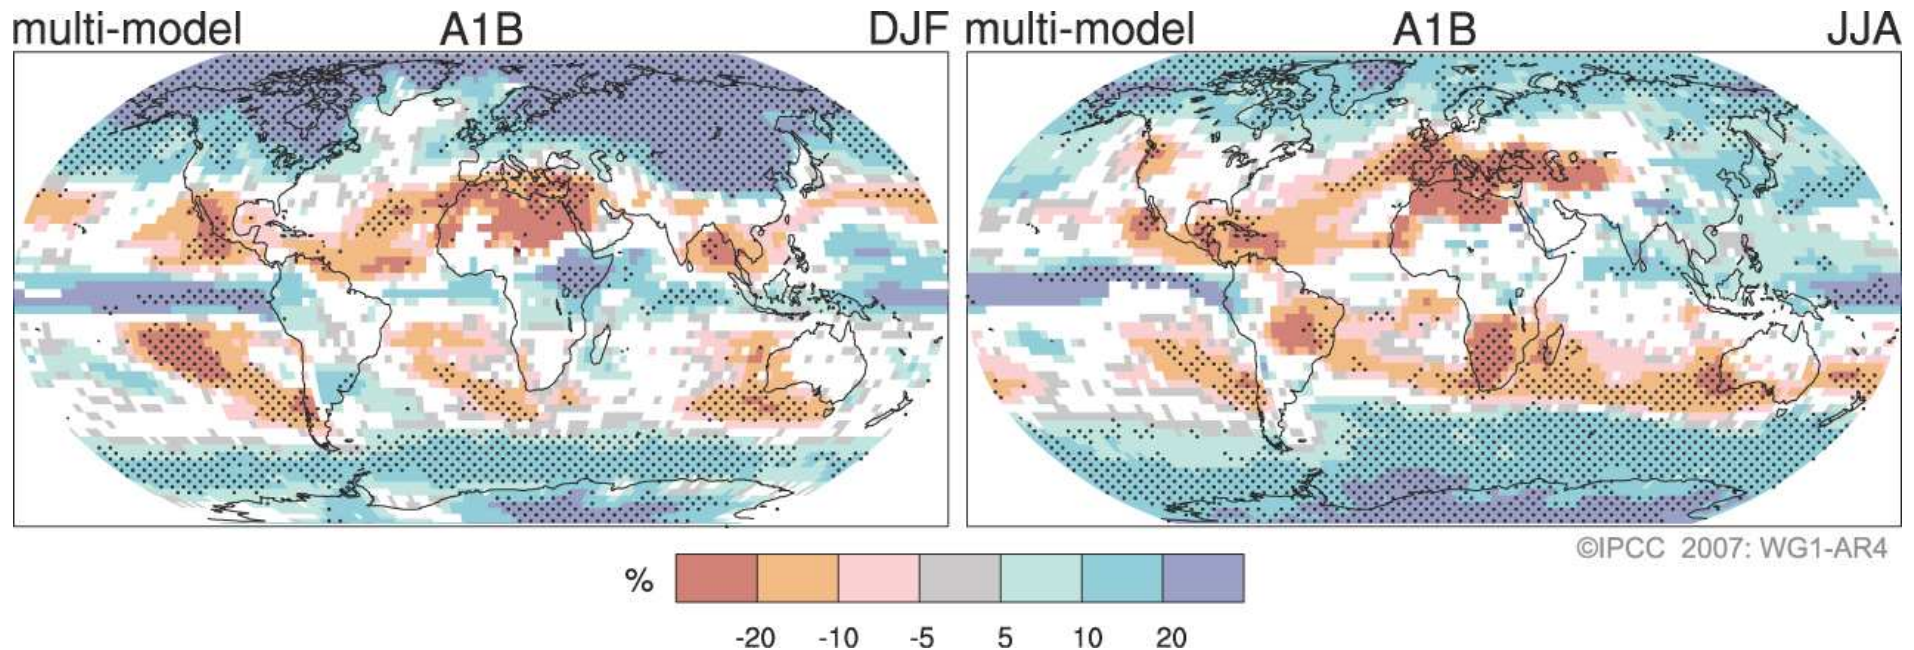 multi-model A1B DJF
multi-model A1B JJA
©IPCC 2007: WG1-AR4
%
-20 -10 -5 5 10 20